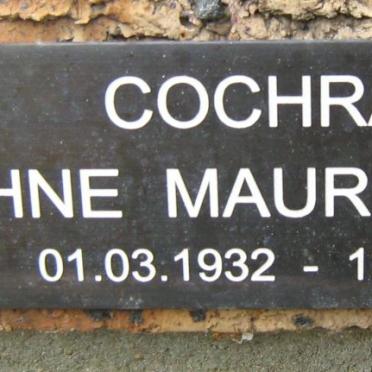 COCHRA
HNE MAUR
01.03.1932 - 1